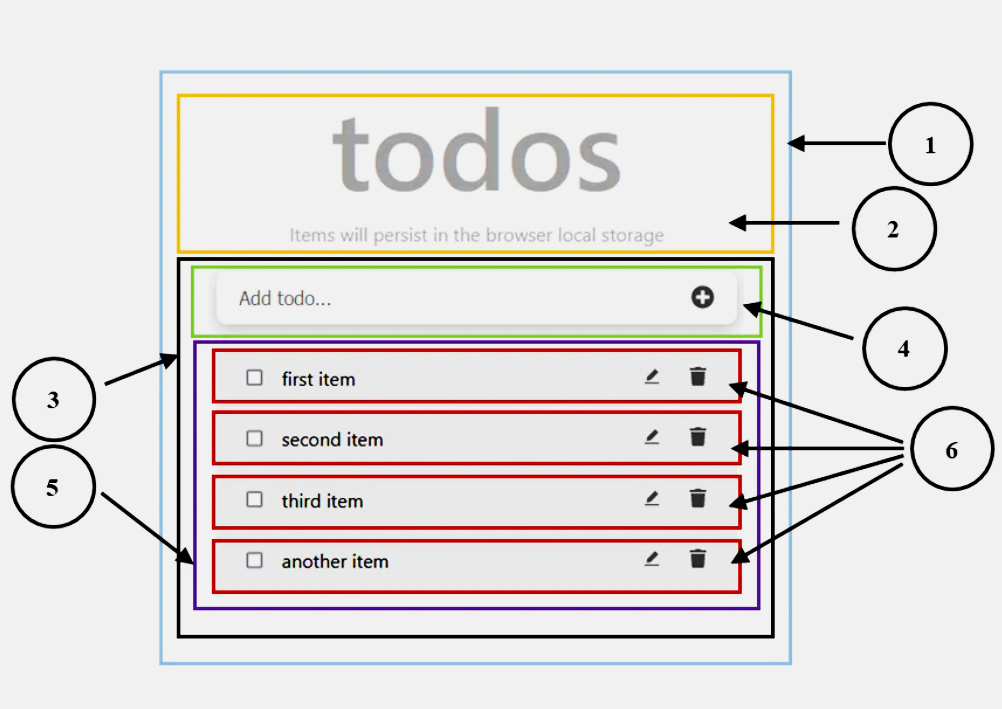 todos
1
2
Items will persist in the browser local storage
Add todo...
4
3
first item
second item
6
5
third item
another item